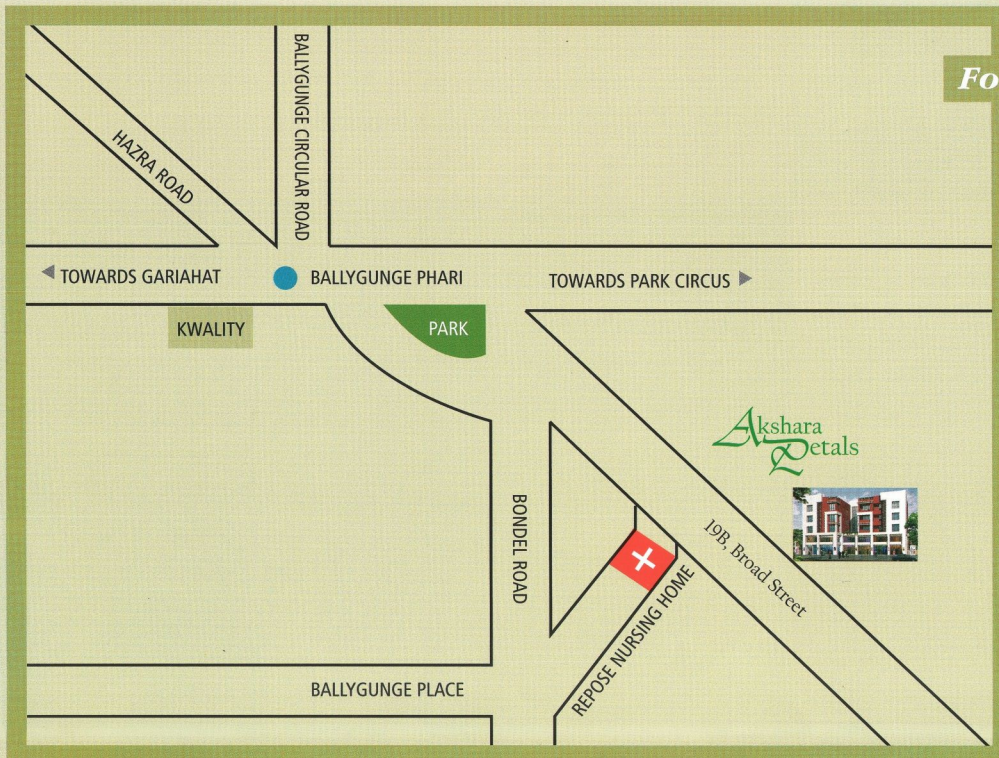 Fo
BALLYGUNGE CIRCULAR ROAD
HAZRA ROAD
TOWARDS GARIAHAT
BALLYGUNGE PHARI
TOWARDS PARK CIRCUS
KWALITY
PARK
Akshara
Petals
BONDEL ROAD
19B, Broad Street
REPOSE NURSING HOME
BALLYGUNGE PLACE